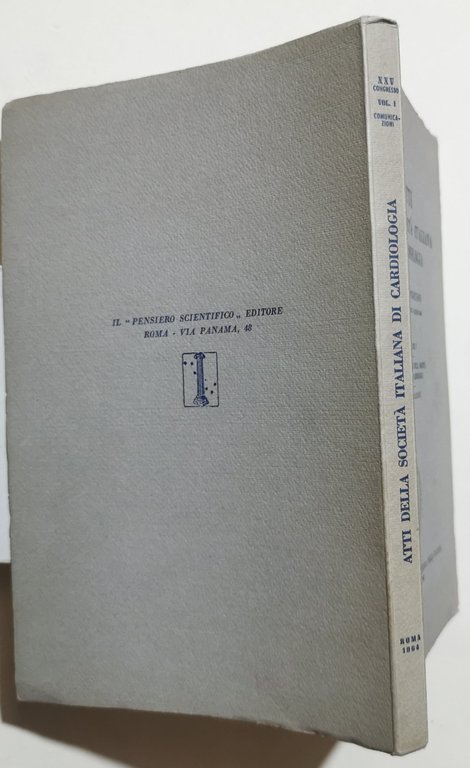 IL “ PENSIERO SCIENTIFICO „ EDITORE
ROMA - VIA PANAMA, 48
XXV
CONGRESSO
VOL. I
COMUNICA-
ZIONI
ATTI DELLA SOCIETÀ ITALIANA DI CARDIOLOGIA
ROMA
1964